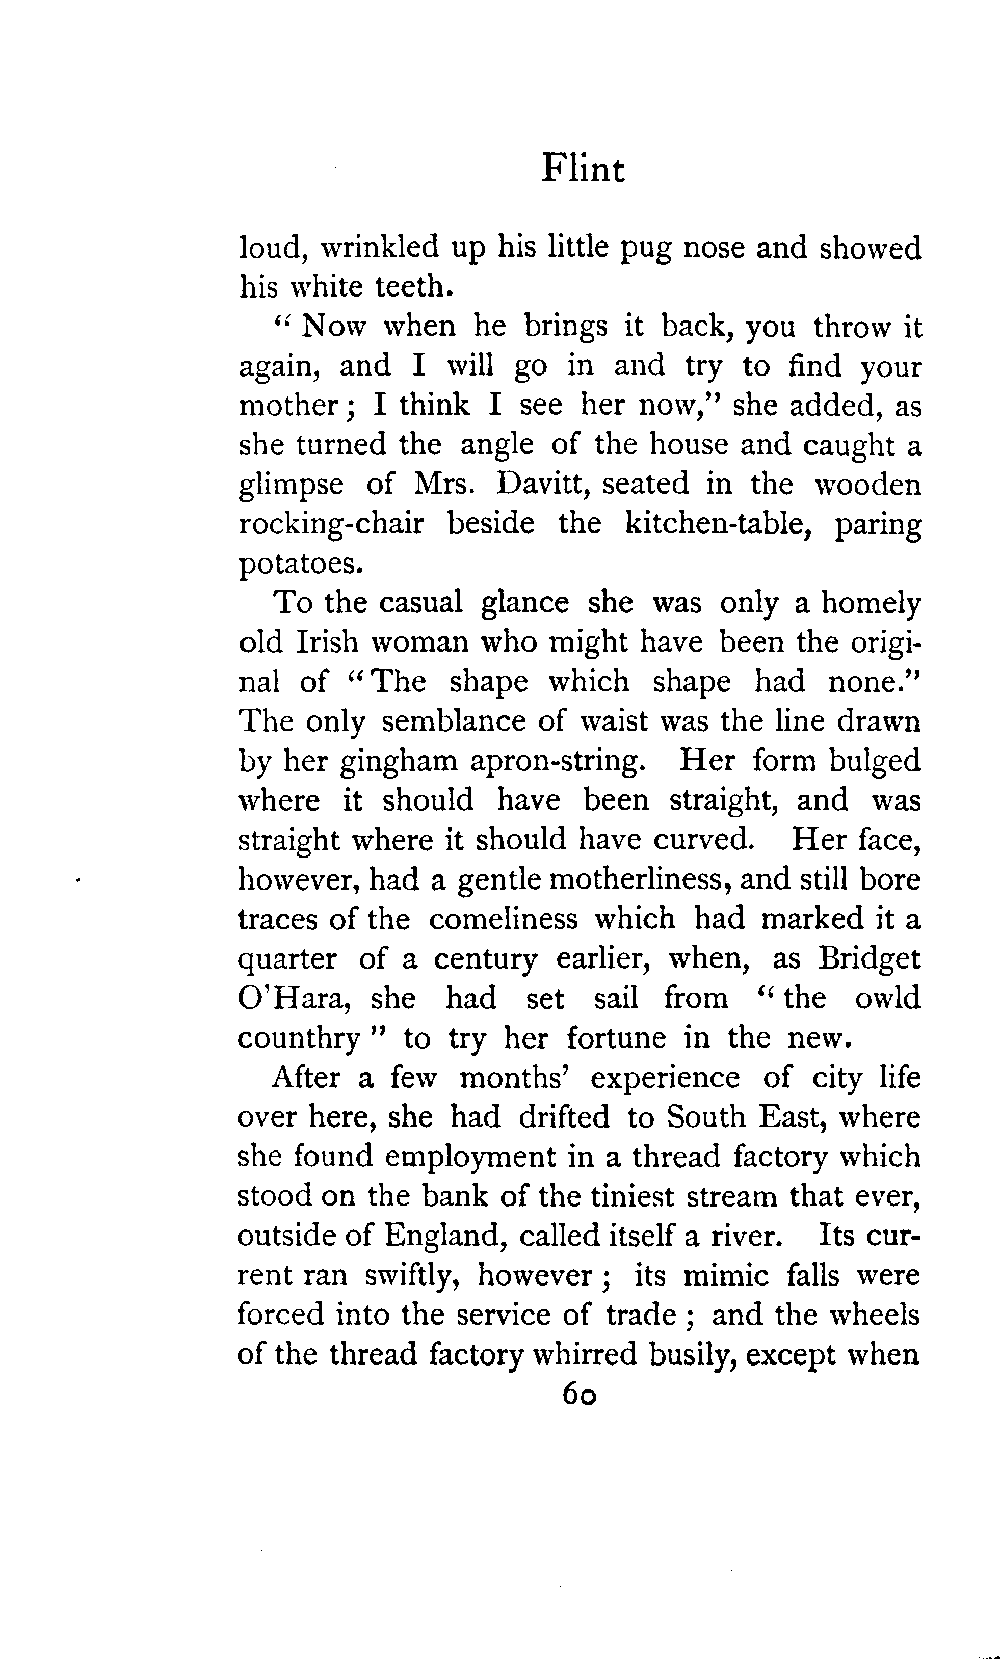 Flint
loud, wrinkled up his little pug nose and showed
his white teeth.
" Now when he brings it back, you throw it
again, and I will go in and try to find your
mother ; I think I see her now," she added, as
she turned the angle of the house and caught a
glimpse of Mrs. Davitt, seated in the wooden
rocking-chair beside the kitchen-table, paring
potatoes.
To the casual glance she was only a homely
old Irish woman who might have been the origi-
nal of "The shape which shape had none."
The only semblance of waist was the line drawn
by her gingham apron-string. Her form bulged
where it should have been straight, and was
straight where it should have curved. Her face,
however, had a gentle motherliness, and still bore
traces of the comeliness which had marked it a
quarter of a century earlier, when, as Bridget
O'Hara, she had set sail from " the owld
counthry " to try her fortune in the new.
After a few months' experience of city life
over here, she had drifted to South East, where
she found employment in a thread factory which
stood on the bank of the tiniest stream that ever,
outside of England, called itself a river. Its cur-
rent ran swiftly, however ; its mimic falls were
forced into the service of trade ; and the wheels
of the thread factory whirred busily, except when
60